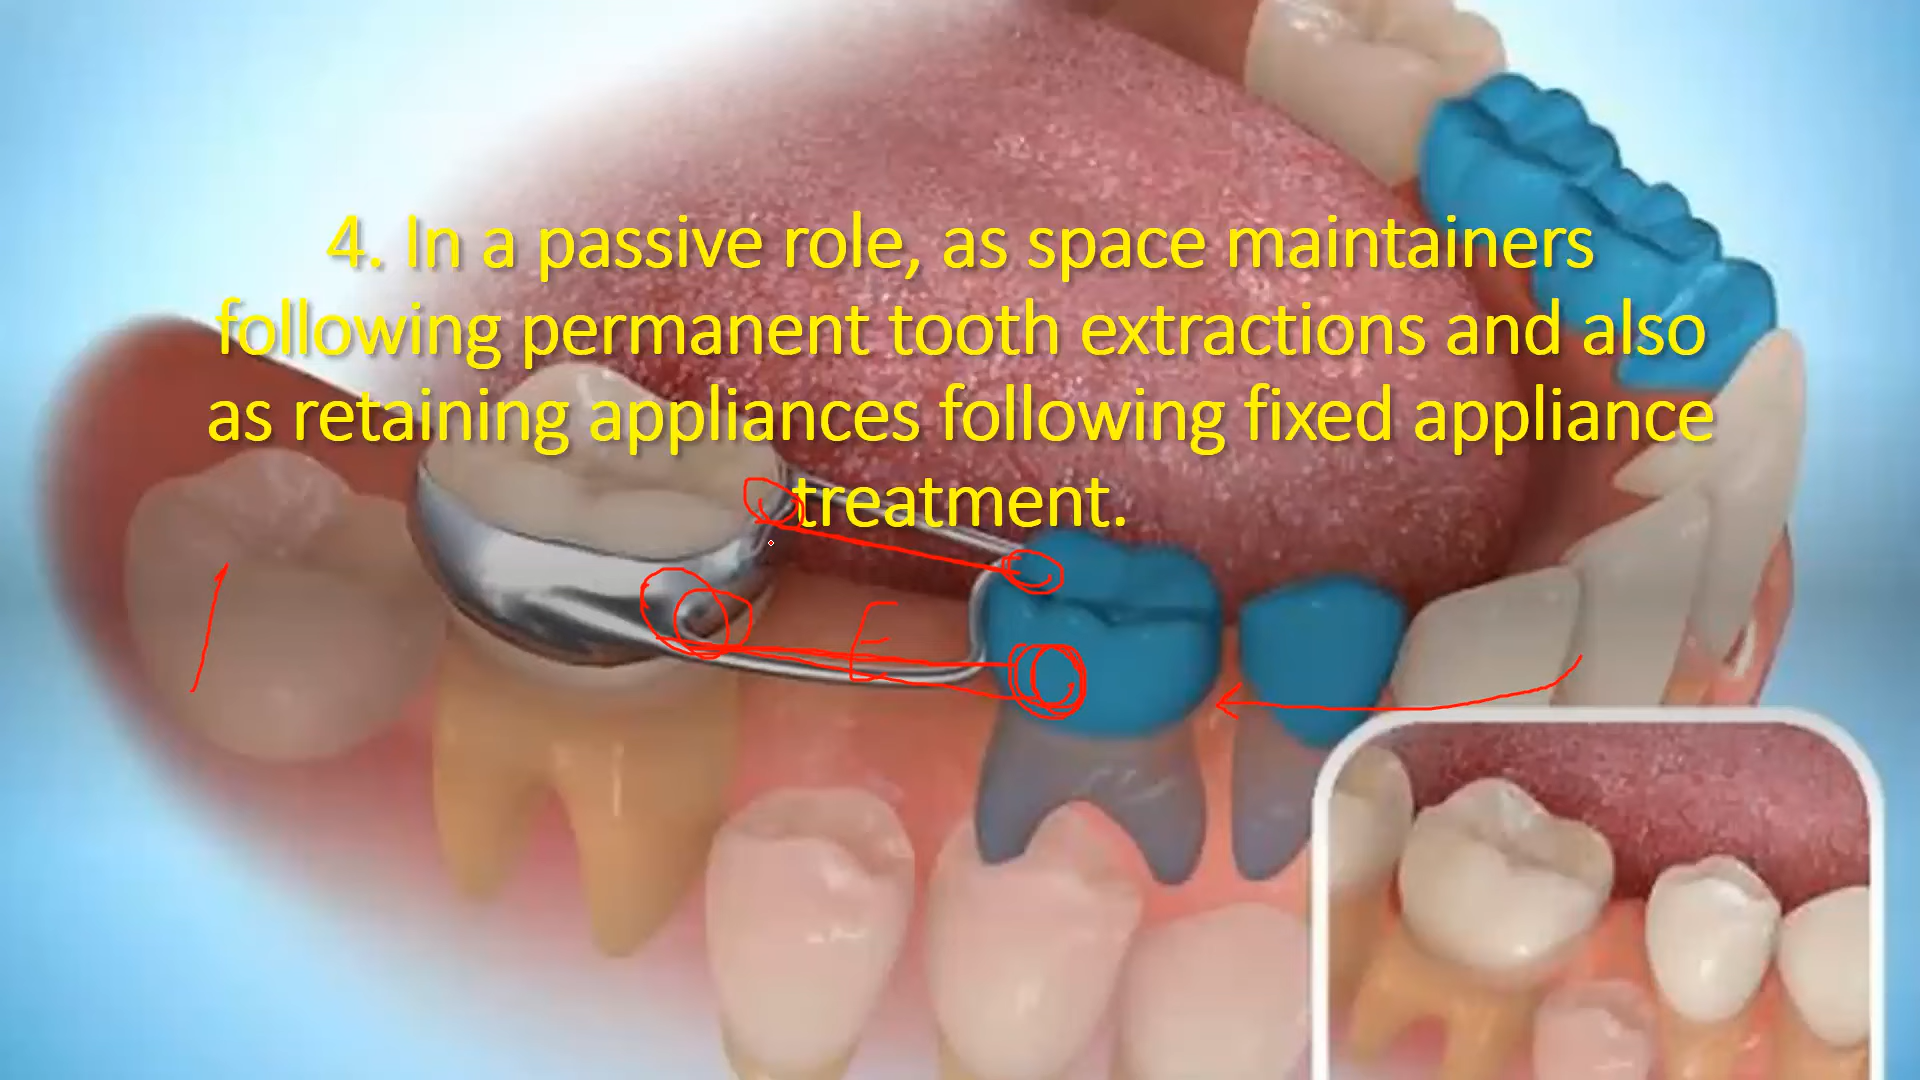 4. In a passive role, as space maintainers
following permanent tooth extractions and also
as retaining appliances following fixed appliance
treatment.
E